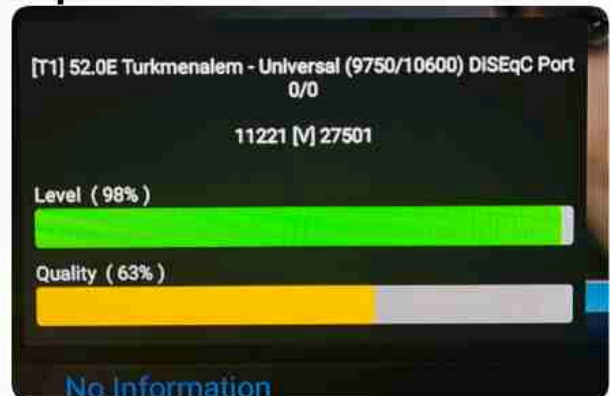 [T1] 52.0E Turkmenalem - Universal (9750/10600) DiSEqC Port
0/0
11221 [V] 27501
Level ( 98% )
Quality ( 63% )
No Information